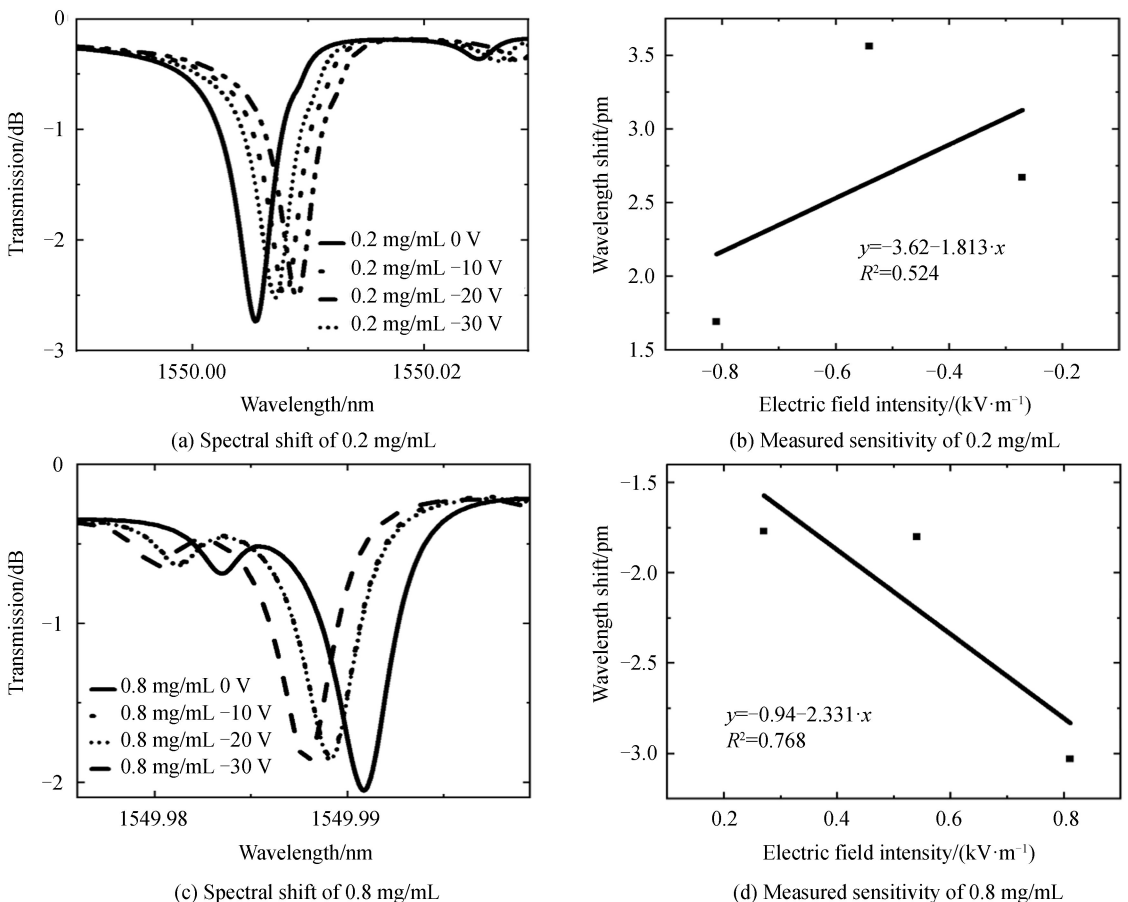 0
−1
−2
−3
Transmission/dB
0.2 mg/mL 0 V
0.2 mg/mL −10 V
0.2 mg/mL −20 V
0.2 mg/mL −30 V
1550.00 1550.02
Wavelength/nm
(a) Spectral shift of 0.2 mg/mL
3.5
3.0
2.5
2.0
1.5
Wavelength shift/pm
y=−3.62−1.813·x
R²=0.524
−0.8 −0.6 −0.4 −0.2
Electric field intensity/(kV·m⁻¹)
(b) Measured sensitivity of 0.2 mg/mL
0
−1
−2
Transmission/dB
0.8 mg/mL 0 V
0.8 mg/mL −10 V
0.8 mg/mL −20 V
0.8 mg/mL −30 V
1549.98 1549.99
Wavelength/nm
(c) Spectral shift of 0.8 mg/mL
−1.5
−2.0
−2.5
−3.0
Wavelength shift/pm
y=−0.94−2.331·x
R²=0.768
0.2 0.4 0.6 0.8
Electric field intensity/(kV·m⁻¹)
(d) Measured sensitivity of 0.8 mg/mL